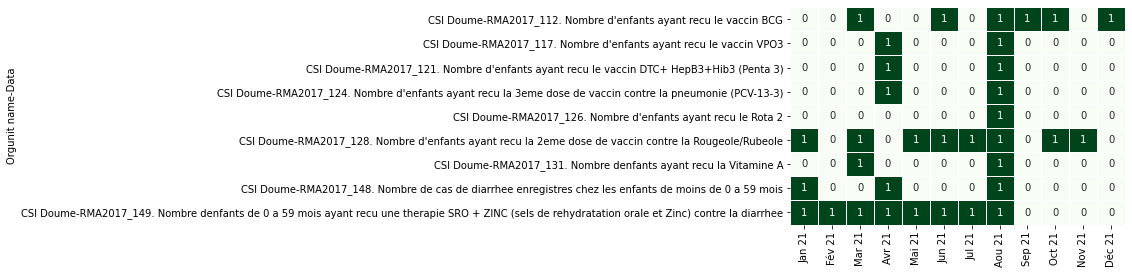 Orgunit name-Data
CSI Doume-RMA2017_112. Nombre d'enfants ayant recu le vaccin BCG 0 0 1 0 0 1 0 1 1 1 0 1
CSI Doume-RMA2017_117. Nombre d'enfants ayant recu le vaccin VPO3 0 0 0 1 0 0 0 1 0 0 0 0
CSI Doume-RMA2017_121. Nombre d'enfants ayant recu le vaccin DTC+ HepB3+Hib3 (Penta 3) 0 0 0 1 0 0 0 1 0 0 0 0
CSI Doume-RMA2017_124. Nombre d'enfants ayant recu la 3eme dose de vaccin contre la pneumonie (PCV-13-3) 0 0 0 1 0 0 0 1 0 0 0 0
CSI Doume-RMA2017_126. Nombre d'enfants ayant recu le Rota 2 0 0 0 0 0 0 0 1 0 0 0 0
CSI Doume-RMA2017_128. Nombre d'enfants ayant recu la 2eme dose de vaccin contre la Rougeole/Rubeole 1 0 1 0 1 1 1 1 0 1 1 0
CSI Doume-RMA2017_131. Nombre denfants ayant recu la Vitamine A 0 0 1 0 0 0 0 1 0 0 0 0
CSI Doume-RMA2017_148. Nombre de cas de diarrhee enregistres chez les enfants de moins de 0 a 59 mois 1 0 0 1 0 0 0 1 0 0 0 0
CSI Doume-RMA2017_149. Nombre denfants de 0 a 59 mois ayant recu une therapie SRO + ZINC (sels de rehydratation orale et Zinc) contre la diarrhee 1 1 1 1 1 1 1 1 0 0 0 0
Jan 21 Fév 21 Mar 21 Avr 21 Mai 21 Jun 21 Jul 21 Aou 21 Sep 21 Oct 21 Nov 21 Déc 21